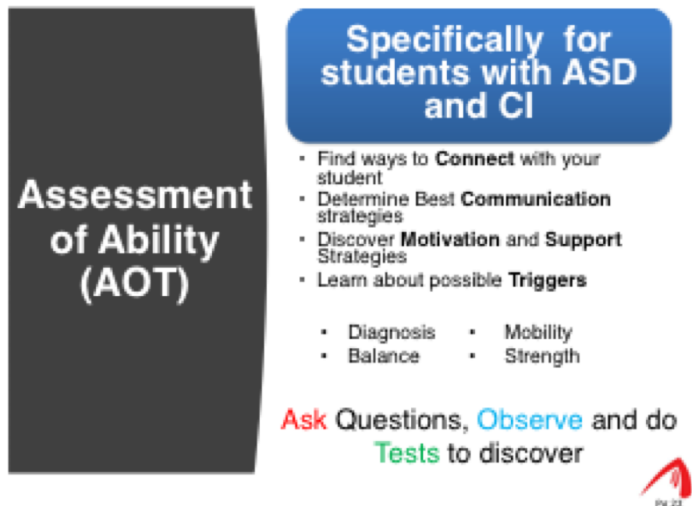 Assessment
of Ability
(AOT)
Specifically for
students with ASD
and CI
• Find ways to Connect with your
student
• Determine Best Communication
strategies
• Discover Motivation and Support
Strategies
• Learn about possible Triggers
• Diagnosis • Mobility
• Balance • Strength
Ask Questions, Observe and do
Tests to discover